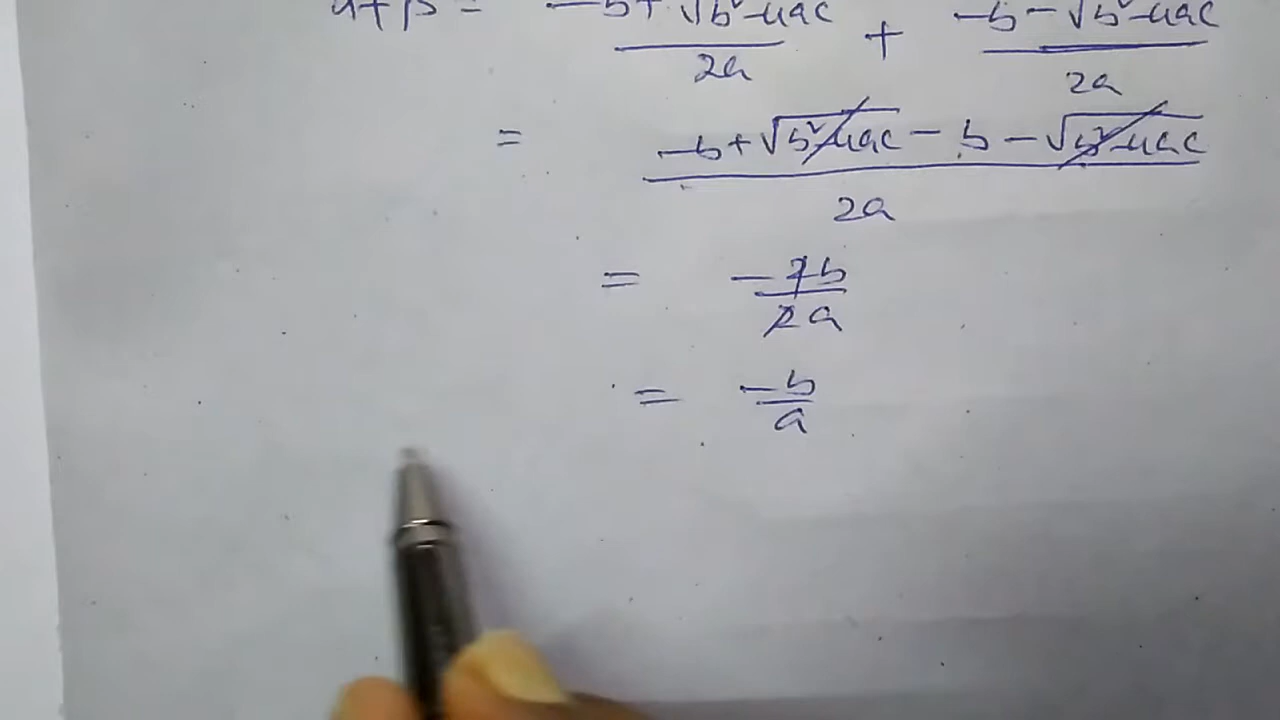 α+β = (-b+√(b²-4ac))/(2a) + (-b-√(b²-4ac))/(2a)
= (-b+√(b²-4ac) - b - √(b²-4ac))/(2a)
= -2b/(2a)
= -b/a